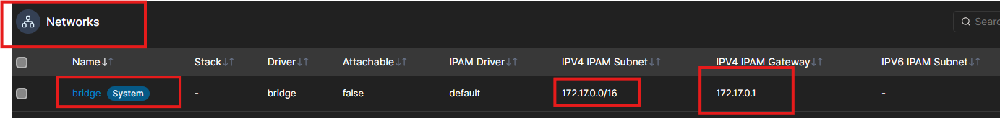 Networks
Searc
Name Stack Driver Attachable IPAM Driver IPV4 IPAM Subnet IPV4 IPAM Gateway IPV6 IPAM Subnet
bridge System - bridge false default 172.17.0.0/16 172.17.0.1 -